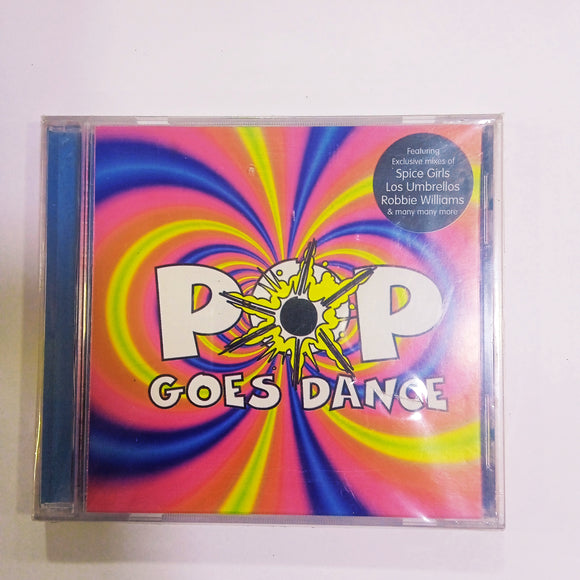 Featuring
Exclusive mixes of
Spice Girls
Los Umbrellos
Robbie Williams
& many many more
POP
GOES DANCE